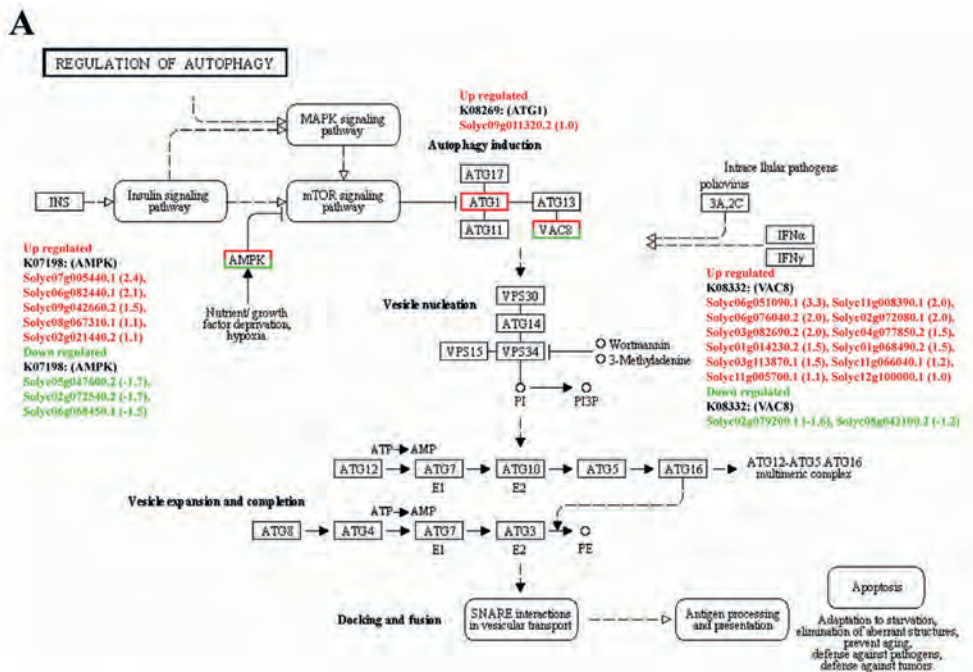 A
REGULATION OF AUTOPHAGY
Up regulated
K08269: (ATG1)
Solyc09g011320.2 (1.0)
MAPK signaling
pathway
Autophagy induction
Intrace llular pathogens
poliovirus
ATG17
INS
Insulin signaling
pathway
mTOR signaling
pathway
ATG1
ATG13
3A,2C
ATG11
VAC8
IFNα
IFNγ
Up regulated
K07198: (AMPK)
Solyc07g005440.1 (2.4),
Solyc06g082440.1 (2.1),
Solyc09g042660.2 (1.5),
Solyc08g067310.1 (1.1),
Solyc02g021440.2 (1.1)
Down regulated
K07198: (AMPK)
Solyc05g047600.2 (-1.7),
Solyc02g072540.2 (-1.7),
Solyc06g068450.1 (-1.5)
AMPK
Nutrient/ growth
factor deprivation,
hypoxia.
Up regulated
K08332: (VAC8)
Solyc06g051090.1 (3.3), Solyc11g008390.1 (2.0)
Solyc06g076040.2 (2.0), Solyc02g072080.1 (2.0)
Solyc03g082690.2 (2.0), Solyc04g077850.2 (1.5)
Solyc01g014230.2 (1.5), Solyc01g068490.2 (1.5),
Solyc03g113870.1 (1.5), Solyc11g066040.1 (1.2)
Solyc11g005700.1 (1.1), Solyc12g100000.1 (1.0)
Down regulated
K08332: (VAC8)
Solyc02g079200.1 (-1.6), Solyc08g042100.2 (-1.2)
Vesicle nucleation
VPS30
ATG14
VPS15
VPS34
Wortmannin
3-Methyladenine
PI
PI3P
ATP AMP
ATG12
ATG7
ATG10
ATG5
ATG16
ATG12-ATG5.ATG16
multimeric complex
E1
E2
Vesicle expansion and completion
ATP AMP
ATG8
ATG4
ATG7
ATG3
PE
E1
E2
Docking and fusion
SNARE interactions
in vesicular transport
Antigen processing
and presentation
Apoptosis
Adaptation to starvation,
elimination of aberrant structures,
prevent aging,
defense against pathogens,
defense against tumors.